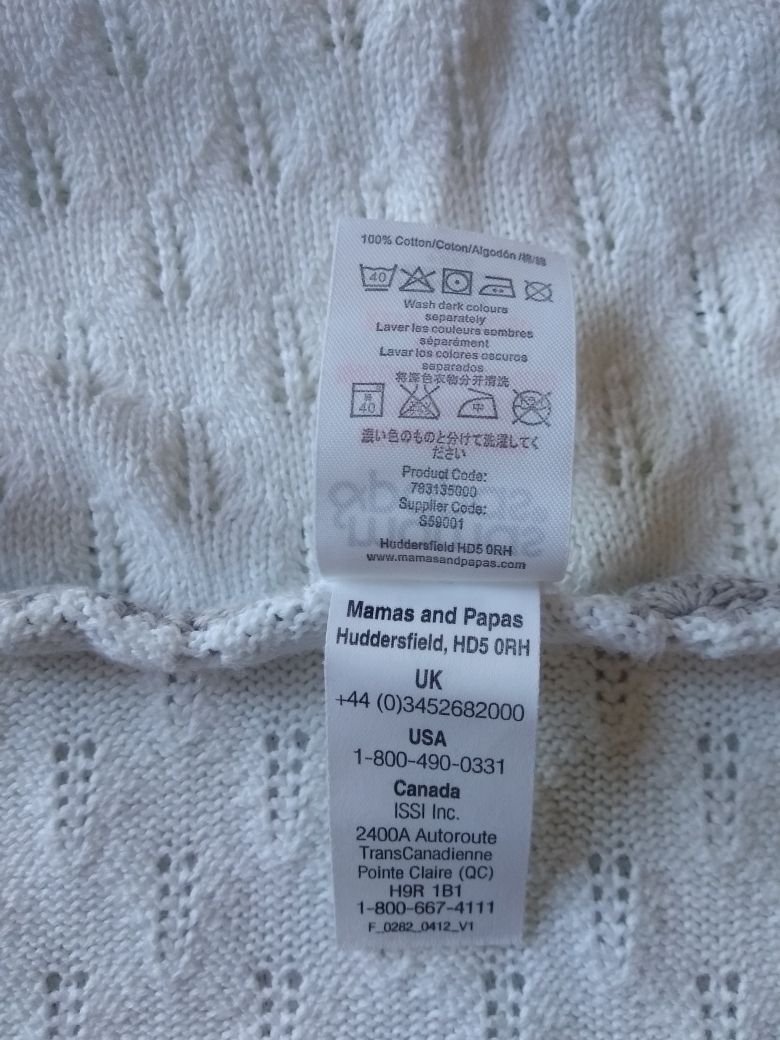 100% Cotton/Coton/Algodón/棉/綿
40
Wash dark colours
separately
Laver les couleurs sombres
séparément
Lavar los colores oscuros
separados
将深色衣物分开清洗
40 中
濃い色のものと分けて洗濯してく
ださい
Product Code:
783135000
Supplier Code:
S59001
Huddersfield HD5 0RH
www.mamasandpapas.com
Mamas and Papas
Huddersfield, HD5 0RH
UK
+44 (0)3452682000
USA
1-800-490-0331
Canada
ISSI Inc.
2400A Autoroute
TransCanadienne
Pointe Claire (QC)
H9R 1B1
1-800-667-4111
F_0282_0412_V1